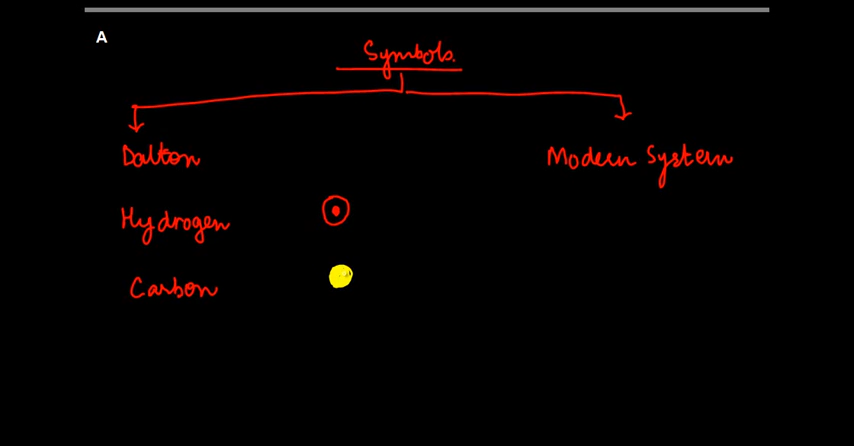 A
Symbols.
Dalton
Modern System
Hydrogen
Carbon